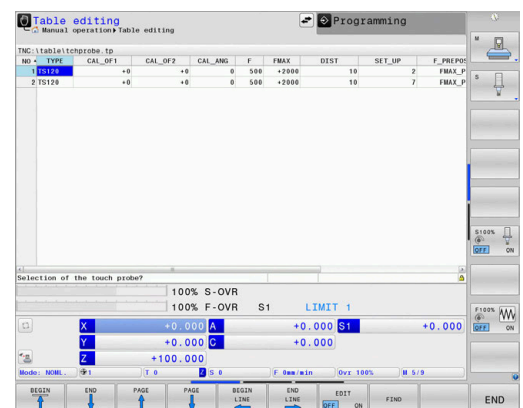 Table editing
Programming
Manual operation Table editing
TNC:\table\tchprobe.tp
NO TYPE CAL_OF1 CAL_OF2 CAL_ANG F FMAX DIST SET_UP F_PREPOS
1 TS120 +0 +0 0 500 +2000 10 2 FMAX_P
2 TS120 +0 +0 0 500 +2000 10 7 FMAX_P
Selection of the touch probe?
100% S-OVR
100% F-OVR S1 LIMIT 1
X +0.000 A +0.000 S1 +0.000
Y +0.000 C +0.000
Z +100.000
Mode: NOML. 1 T 0 Z S 0 F 0mm/min Ovr 100% M 5/9
M
S
S100%
OFF ON
F100%
OFF ON
BEGIN
END
PAGE
PAGE
BEGIN LINE
END LINE
EDIT
OFF ON
FIND
END